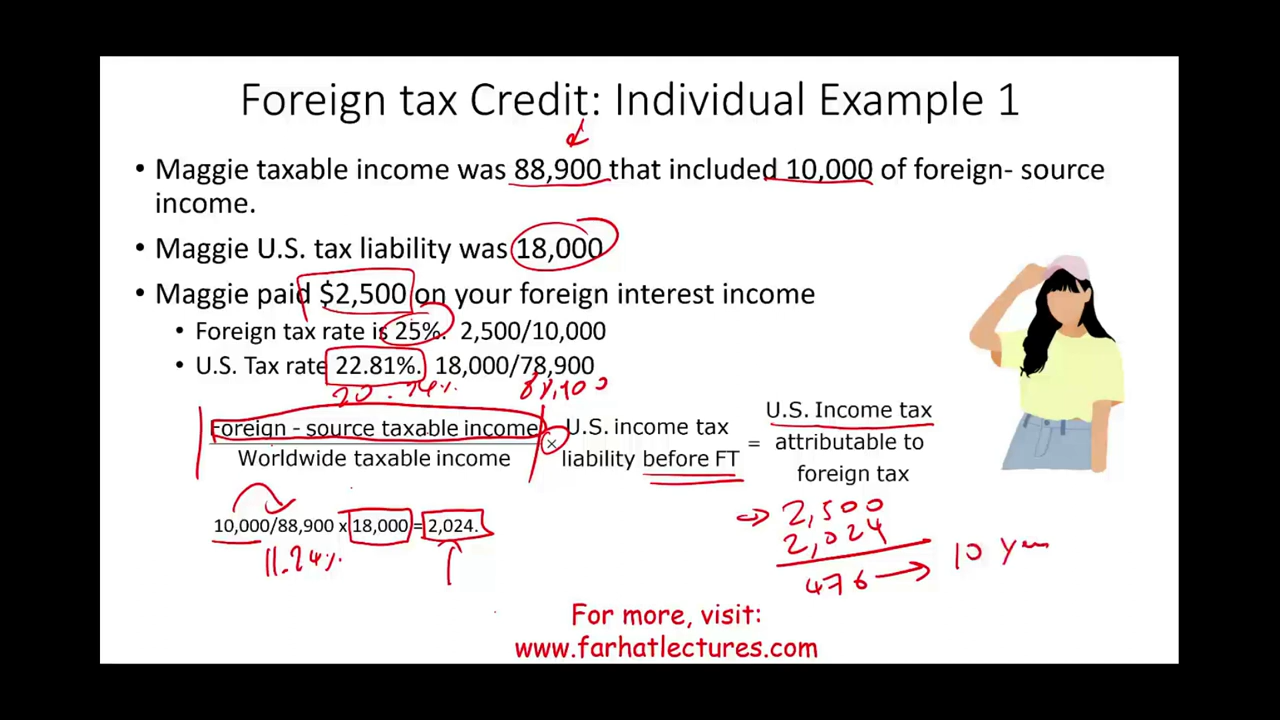 Foreign tax Credit: Individual Example 1
• Maggie taxable income was 88,900 that included 10,000 of foreign- source
income.
• Maggie U.S. tax liability was 18,000
• Maggie paid $2,500 on your foreign interest income
• Foreign tax rate is 25%. 2,500/10,000
• U.S. Tax rate 22.81%. 18,000/78,900
20.24%.
Foreign - source taxable income
Worldwide taxable income
×
U.S. income tax
liability before FT
=
U.S. Income tax
attributable to
foreign tax
10,000/88,900 x 18,000 = 2,024.
11.24%.
2,500
2,024
476 → 10
For more, visit:
www.farhatlectures.com